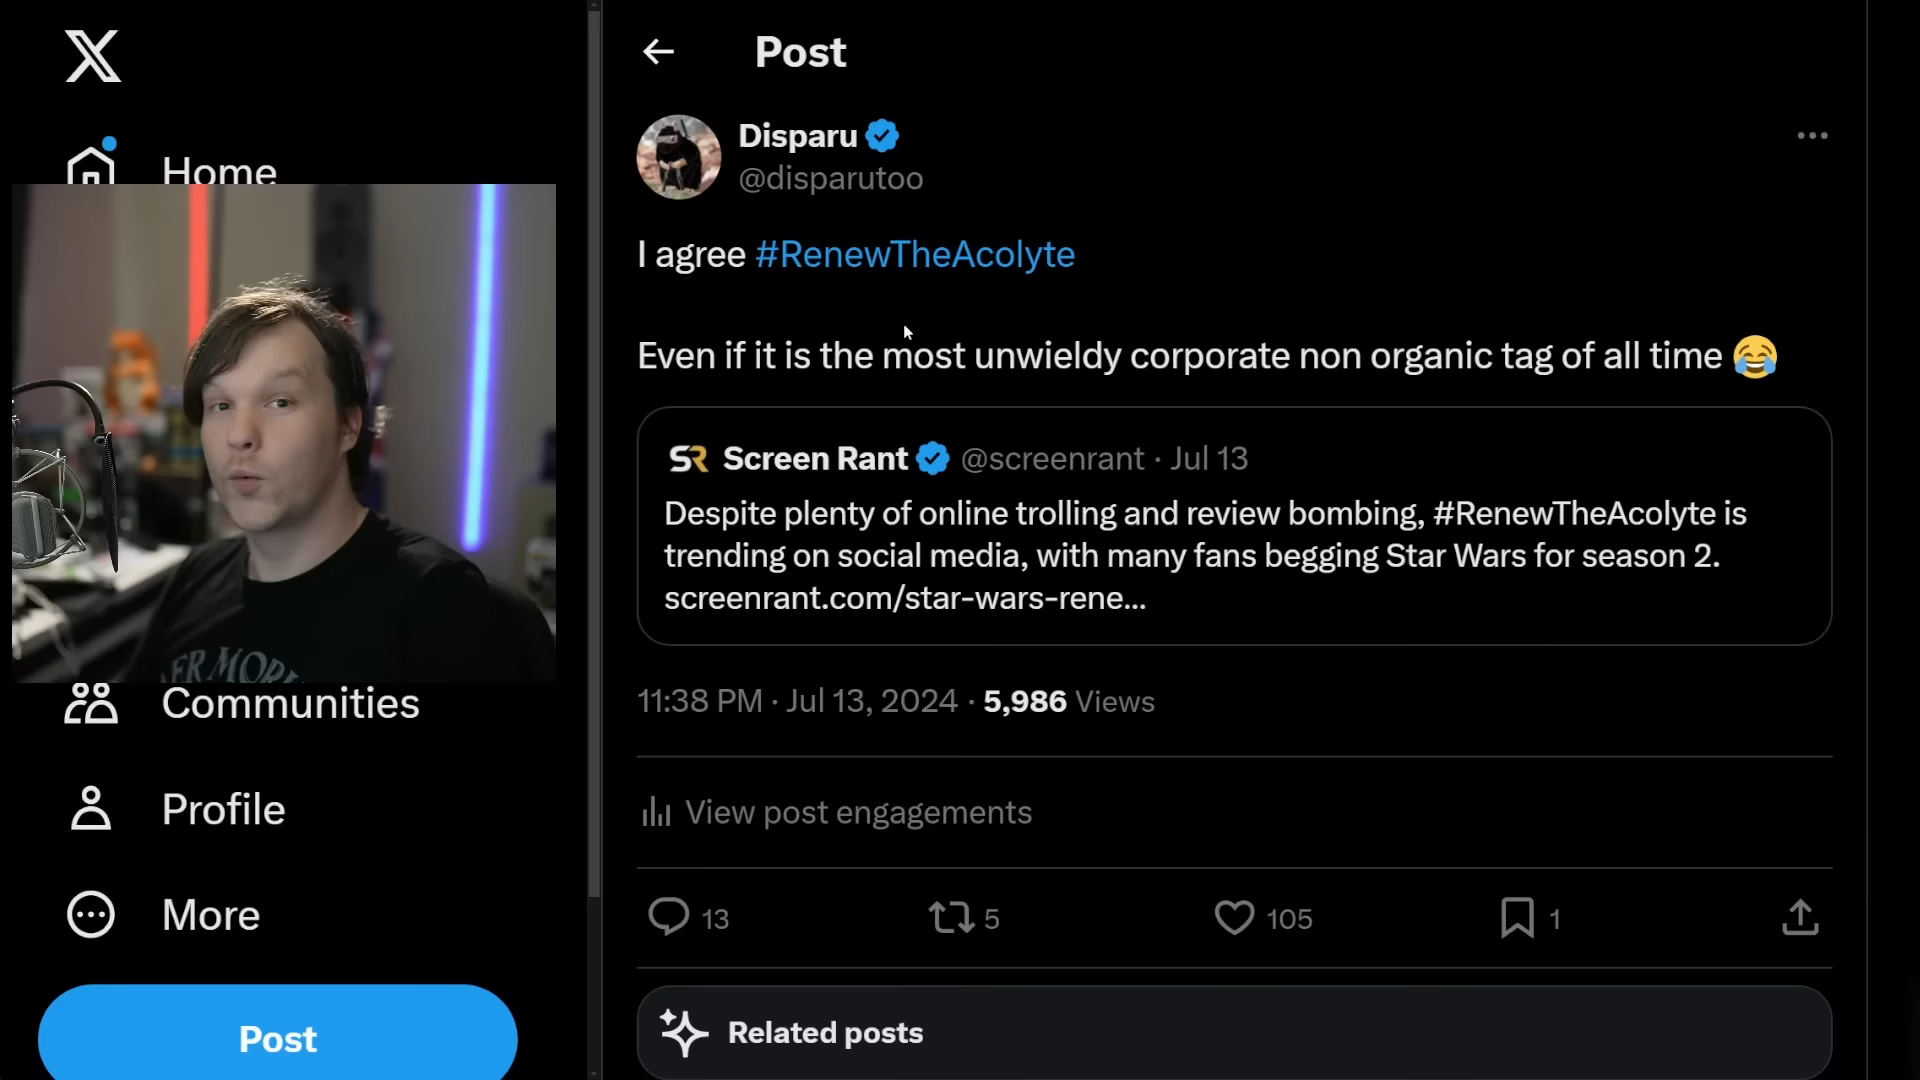 Home
Communities
Profile
More
Post
Post
Disparu
@disparutoo
I agree #RenewTheAcolyte
Even if it is the most unwieldy corporate non organic tag of all time 😂
SR Screen Rant @screenrant · Jul 13
Despite plenty of online trolling and review bombing, #RenewTheAcolyte is
trending on social media, with many fans begging Star Wars for season 2.
screenrant.com/star-wars-rene...
11:38 PM · Jul 13, 2024 · 5,986 Views
View post engagements
13 5 105 1
Related posts